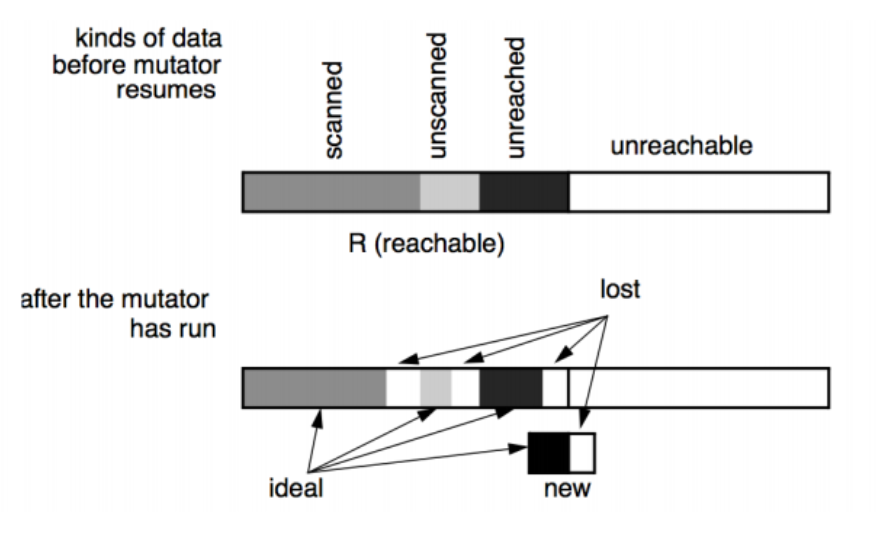 kinds of data
before mutator
resumes
scanned
unscanned
unreached
unreachable
R (reachable)
after the mutator
has run
lost
ideal
new